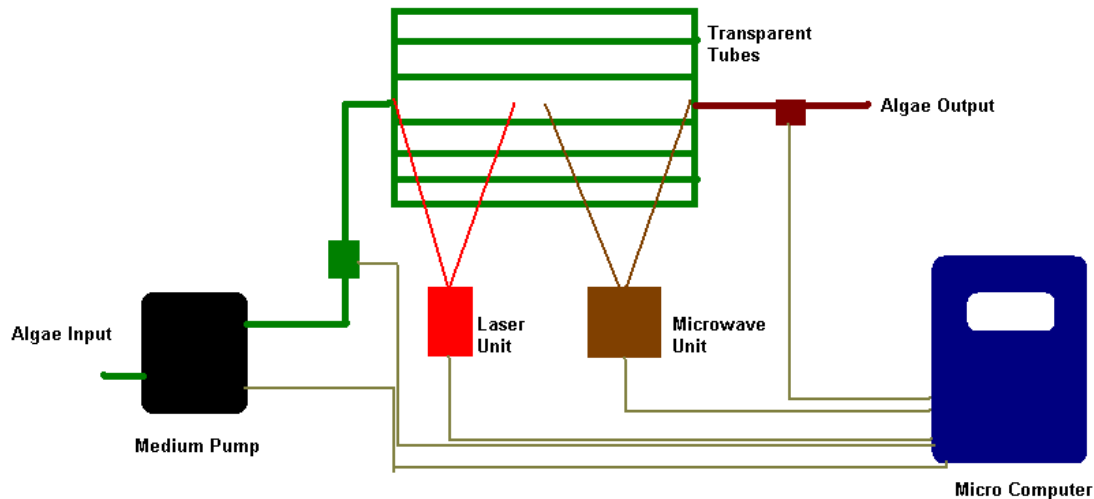 Transparent
Tubes
Algae Output
Algae Input
Laser
Unit
Microwave
Unit
Medium Pump
Micro Computer